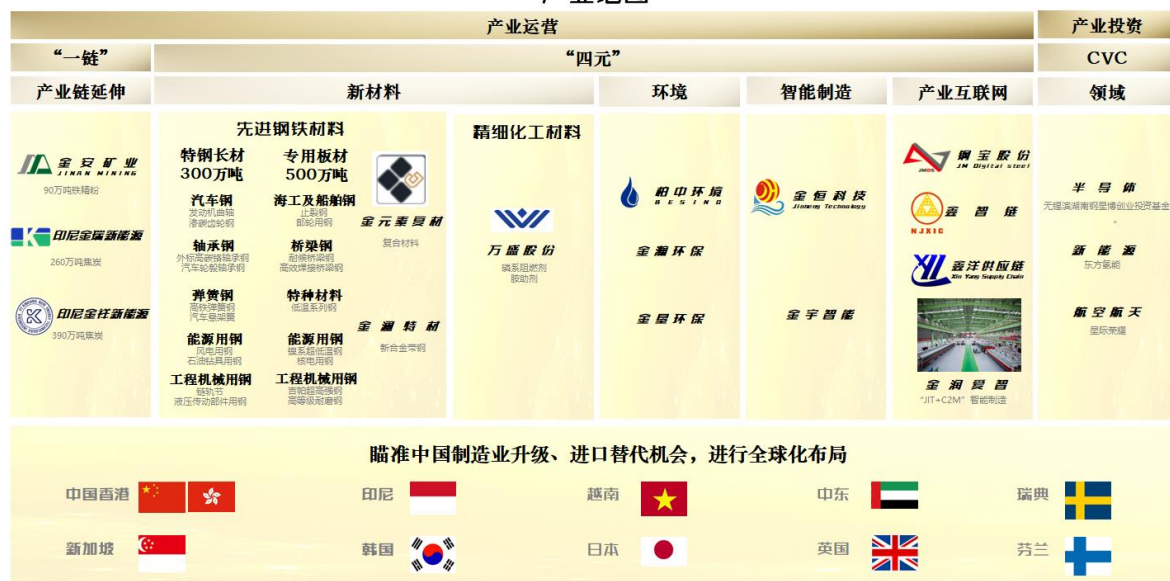 产业运营
产业投资
“一链”
“四元”
CVC
产业链延伸
新材料
环境
智能制造
产业互联网
领域
金安矿业
JINAN MINING
90万吨铁精粉
印尼金瑞新能源
260万吨焦炭
印尼金祥新能源
390万吨焦炭
先进钢铁材料
特钢长材
300万吨
汽车钢
发动机曲轴
渗碳齿轮钢
轴承钢
外标高碳铬轴承钢
汽车轮毂轴承钢
弹簧钢
高铁弹簧钢
汽车悬架簧
能源用钢
风电用钢
石油钻具用钢
工程机械用钢
链轨节
液压传动部件用钢
专用板材
500万吨
海工及船舶钢
止裂钢
邮轮用钢
桥梁钢
耐候桥梁钢
高效焊接桥梁钢
特种材料
低温系列钢
能源用钢
镍系超低温钢
核电用钢
工程机械用钢
吉帕超高强钢
高等级耐磨钢
金元素复材
复合材料
金澜特材
新合金带钢
精细化工材料
万盛股份
磷系阻燃剂
胺助剂
柏中环境
BESINO
金瀚环保
金星环保
金恒科技
Jinheng Technology
金宇智能
JMDS
钢宝股份
JM Digital steel
NJXIC
鑫智链
鑫洋供应链
Xin Yang Supply Chain
金润爱智
“JIT+C2M”智能制造
半导体
无锡滨湖南钢星博创业投资基金
新能源
东方氢能
航空航天
星际荣耀
瞄准中国制造业升级、进口替代机会，进行全球化布局
中国香港
印尼
越南
中东
瑞典
新加坡
韩国
日本
英国
芬兰